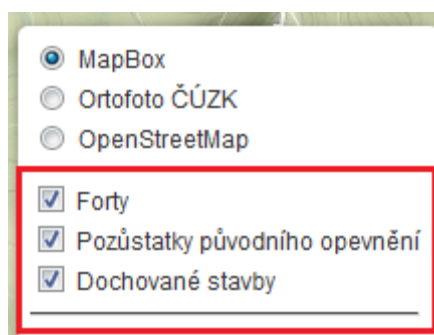 MapBox
Ortofoto ČÚZK
OpenStreetMap
Forty
Pozůstatky původního opevnění
Dochované stavby